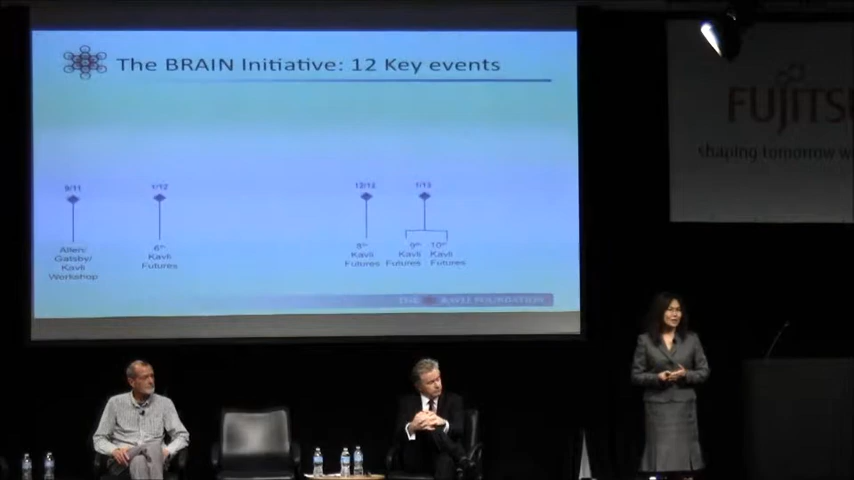 The BRAIN Initiative: 12 Key events
9/11
1/12
12/12
1/13
Allen/
Gatsby/
Kavli
Workshop
6th
Kavli
Futures
8th
Kavli
Futures
9th
Kavli
Futures
10th
Kavli
Futures
THE KAVLI FOUNDATION
FUJITS
shaping tomorrow w